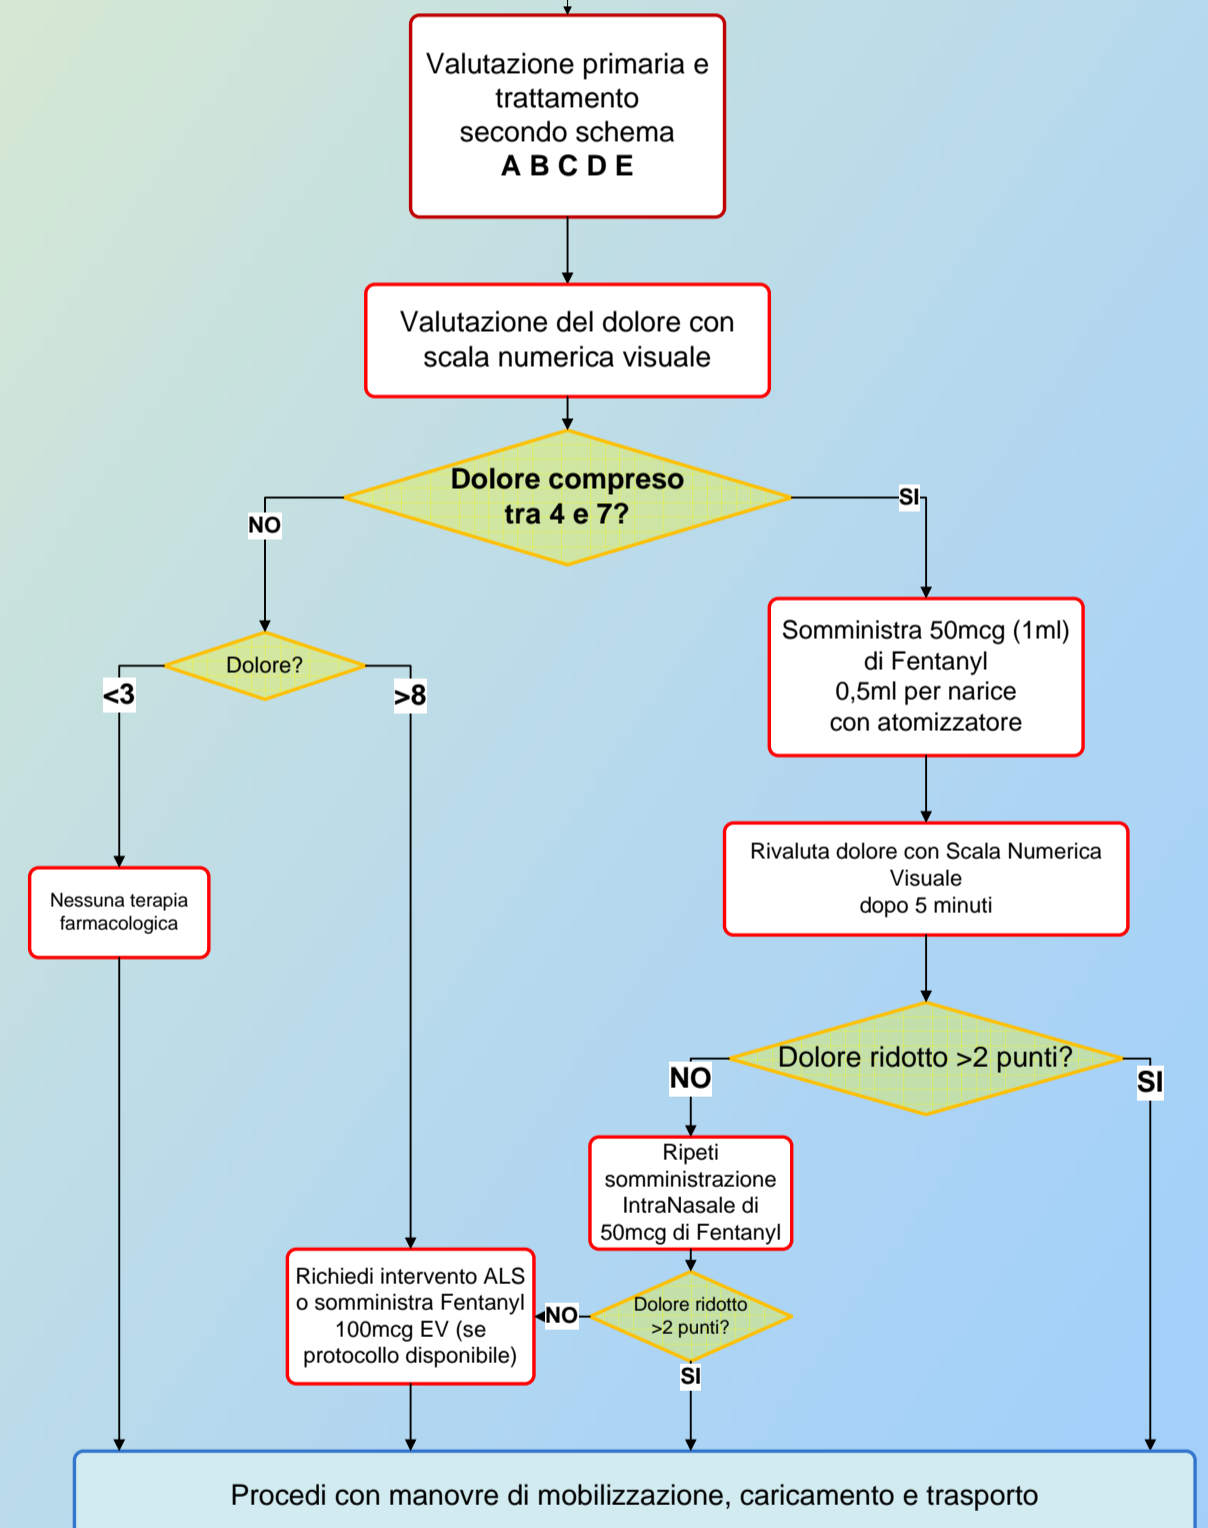 Valutazione primaria e
trattamento
secondo schema
A B C D E
Valutazione del dolore con
scala numerica visuale
Dolore compreso
tra 4 e 7?
NO
SI
Dolore?
<3
>8
Somministra 50mcg (1ml)
di Fentanyl
0,5ml per narice
con atomizzatore
Rivaluta dolore con Scala Numerica
Visuale
dopo 5 minuti
Nessuna terapia
farmacologica
Dolore ridotto >2 punti?
NO
SI
Ripeti
somministrazione
IntraNasale di
50mcg di Fentanyl
Richiedi intervento ALS
o somministra Fentanyl
100mcg EV (se
protocollo disponibile)
NO
Dolore ridotto
>2 punti?
SI
Procedi con manovre di mobilizzazione, caricamento e trasporto